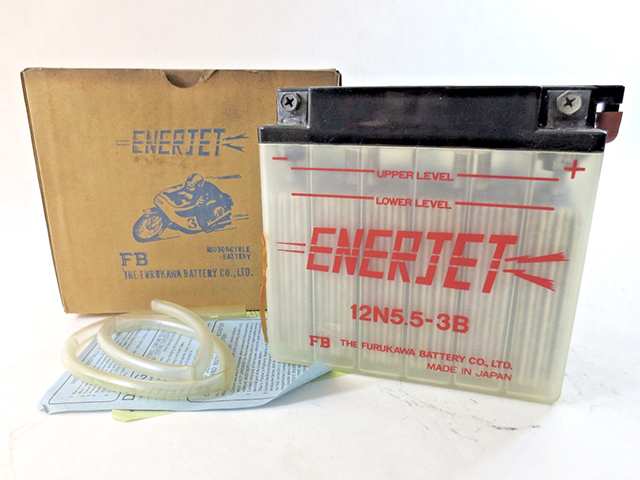 ENERJET
3
FB
MOTORCYCLE
BATTERY
THE FURUKAWA BATTERY CO., LTD.
− +
UPPER LEVEL
LOWER LEVEL
ENERJET
12N5.5-3B
FB THE FURUKAWA BATTERY CO., LTD.
MADE IN JAPAN